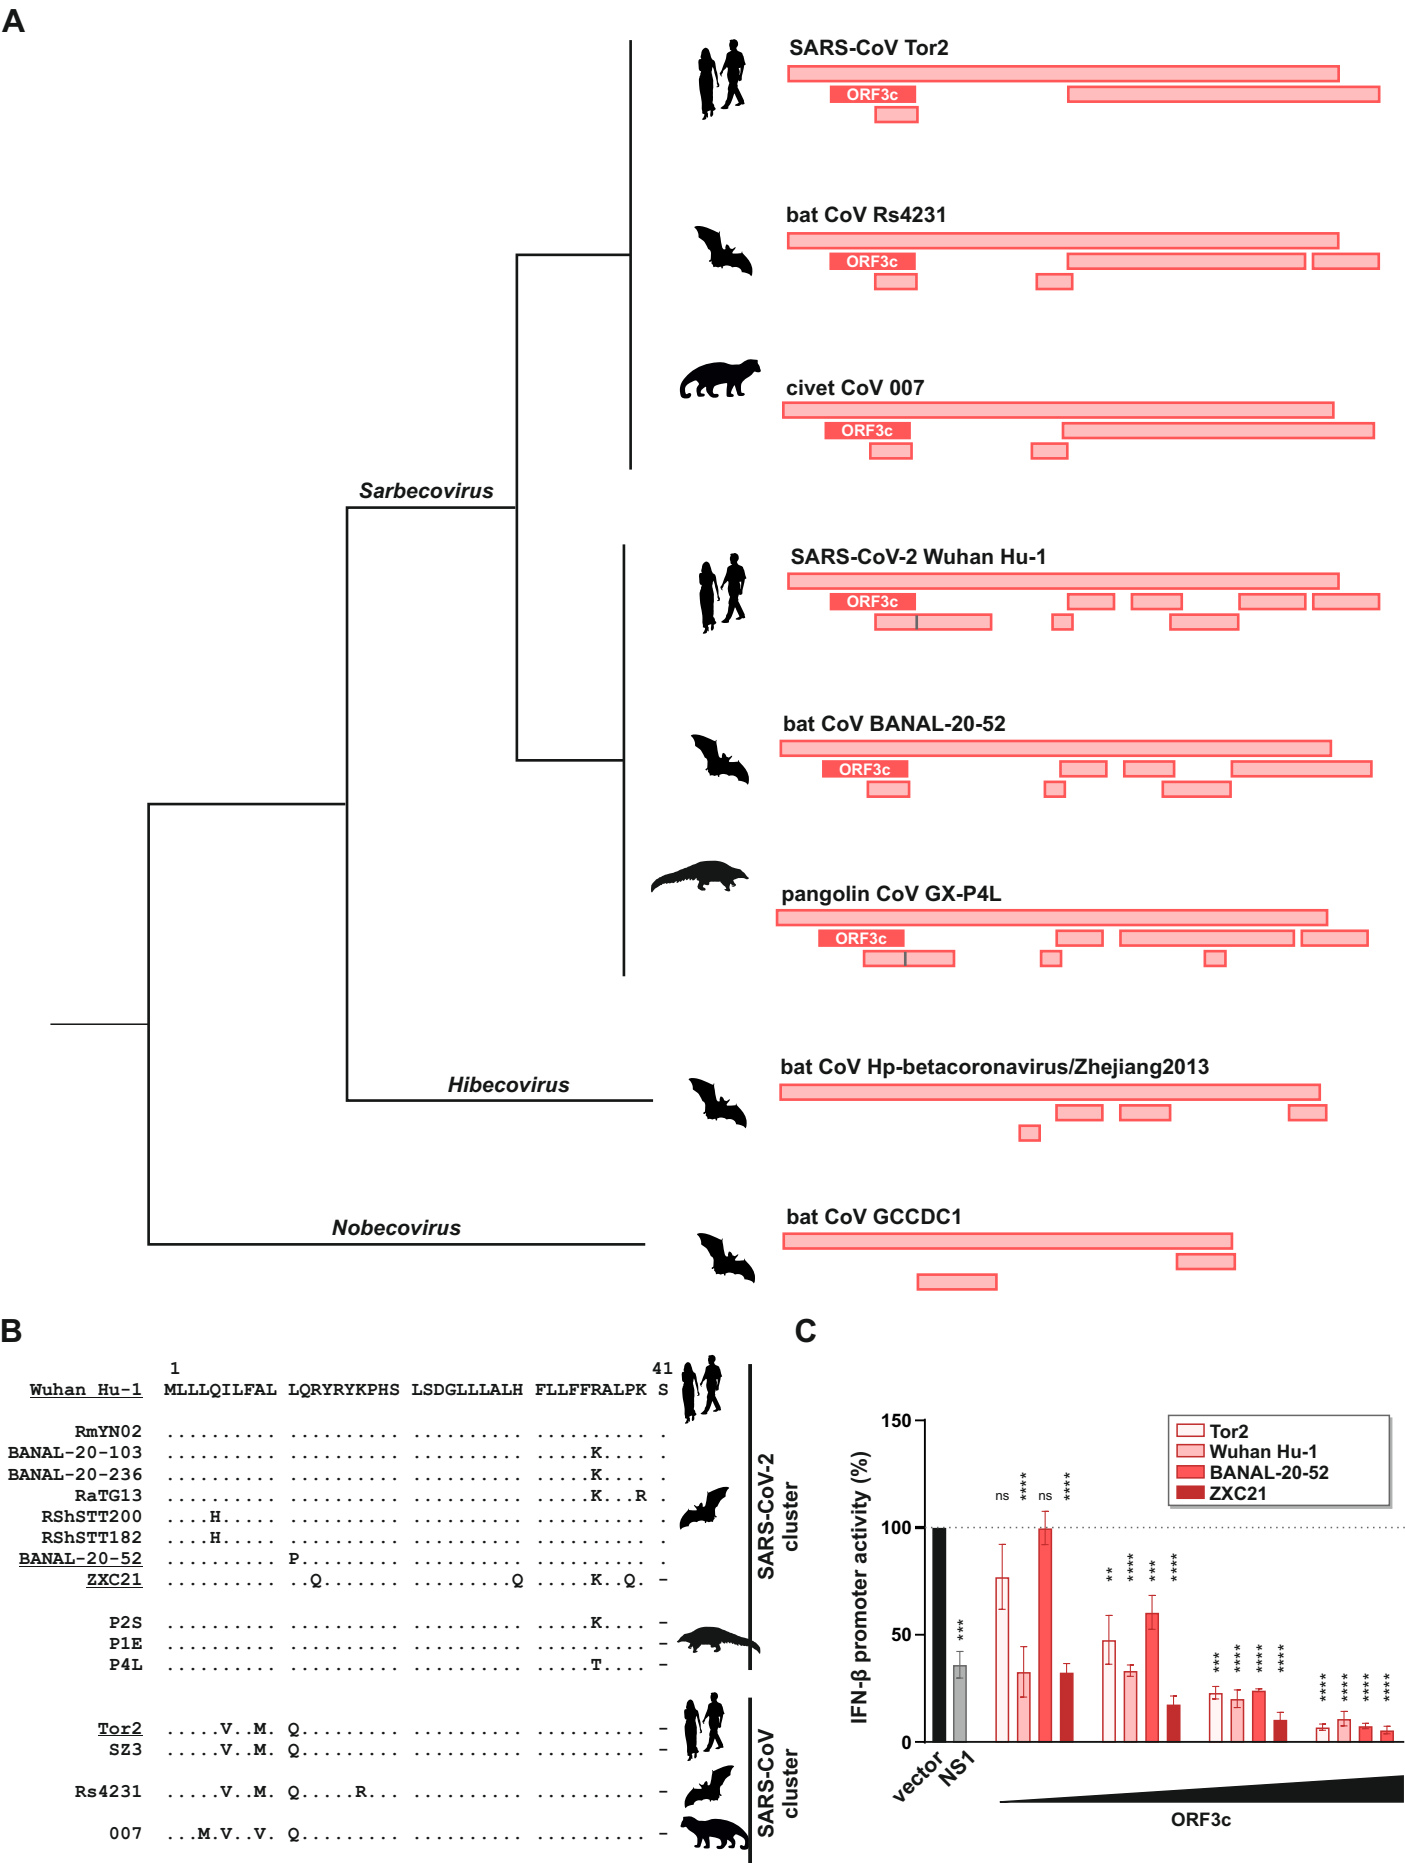 A
SARS-CoV Tor2
ORF3c
bat CoV Rs4231
ORF3c
civet CoV 007
ORF3c
Sarbecovirus
SARS-CoV-2 Wuhan Hu-1
ORF3c
bat CoV BANAL-20-52
ORF3c
pangolin CoV GX-P4L
ORF3c
bat CoV Hp-betacoronavirus/Zhejiang2013
Hibecovirus
bat CoV GCCDC1
Nobecovirus
B
1 41
Wuhan Hu-1 MLLLQILFAL LQRYRYKPHS LSDGLLLALH FLLFFRALPK S
RmYN02 .......... .......... .......... .......... .
BANAL-20-103 .......... .......... .......... .....K.... .
BANAL-20-236 .......... .......... .......... .....K.... .
RaTG13 .......... .......... .......... .....K...R .
RShSTT200 ....H..... .......... .......... .......... .
RShSTT182 ....H..... .......... .......... .......... .
BANAL-20-52 .......... P......... .......... .......... .
ZXC21 .......... ..Q....... .........Q .....K..Q. –
P2S .......... .......... .......... .....K.... –
P1E .......... .......... .......... .......... –
P4L .......... .......... .......... .....T.... –
SARS-CoV-2
cluster
Tor2 .....V..M. Q......... .......... .......... –
SZ3 .....V..M. Q......... .......... .......... –
Rs4231 .....V..M. Q.....R... .......... .......... –
007 ...M.V..V. Q......... .......... .......... –
SARS-CoV
cluster
C
IFN-β promoter activity (%)
150
100
50
0
Tor2
Wuhan Hu-1
BANAL-20-52
ZXC21
*** ns **** ns **** ** **** *** **** *** **** **** **** **** **** **** ****
vector
NS1
ORF3c